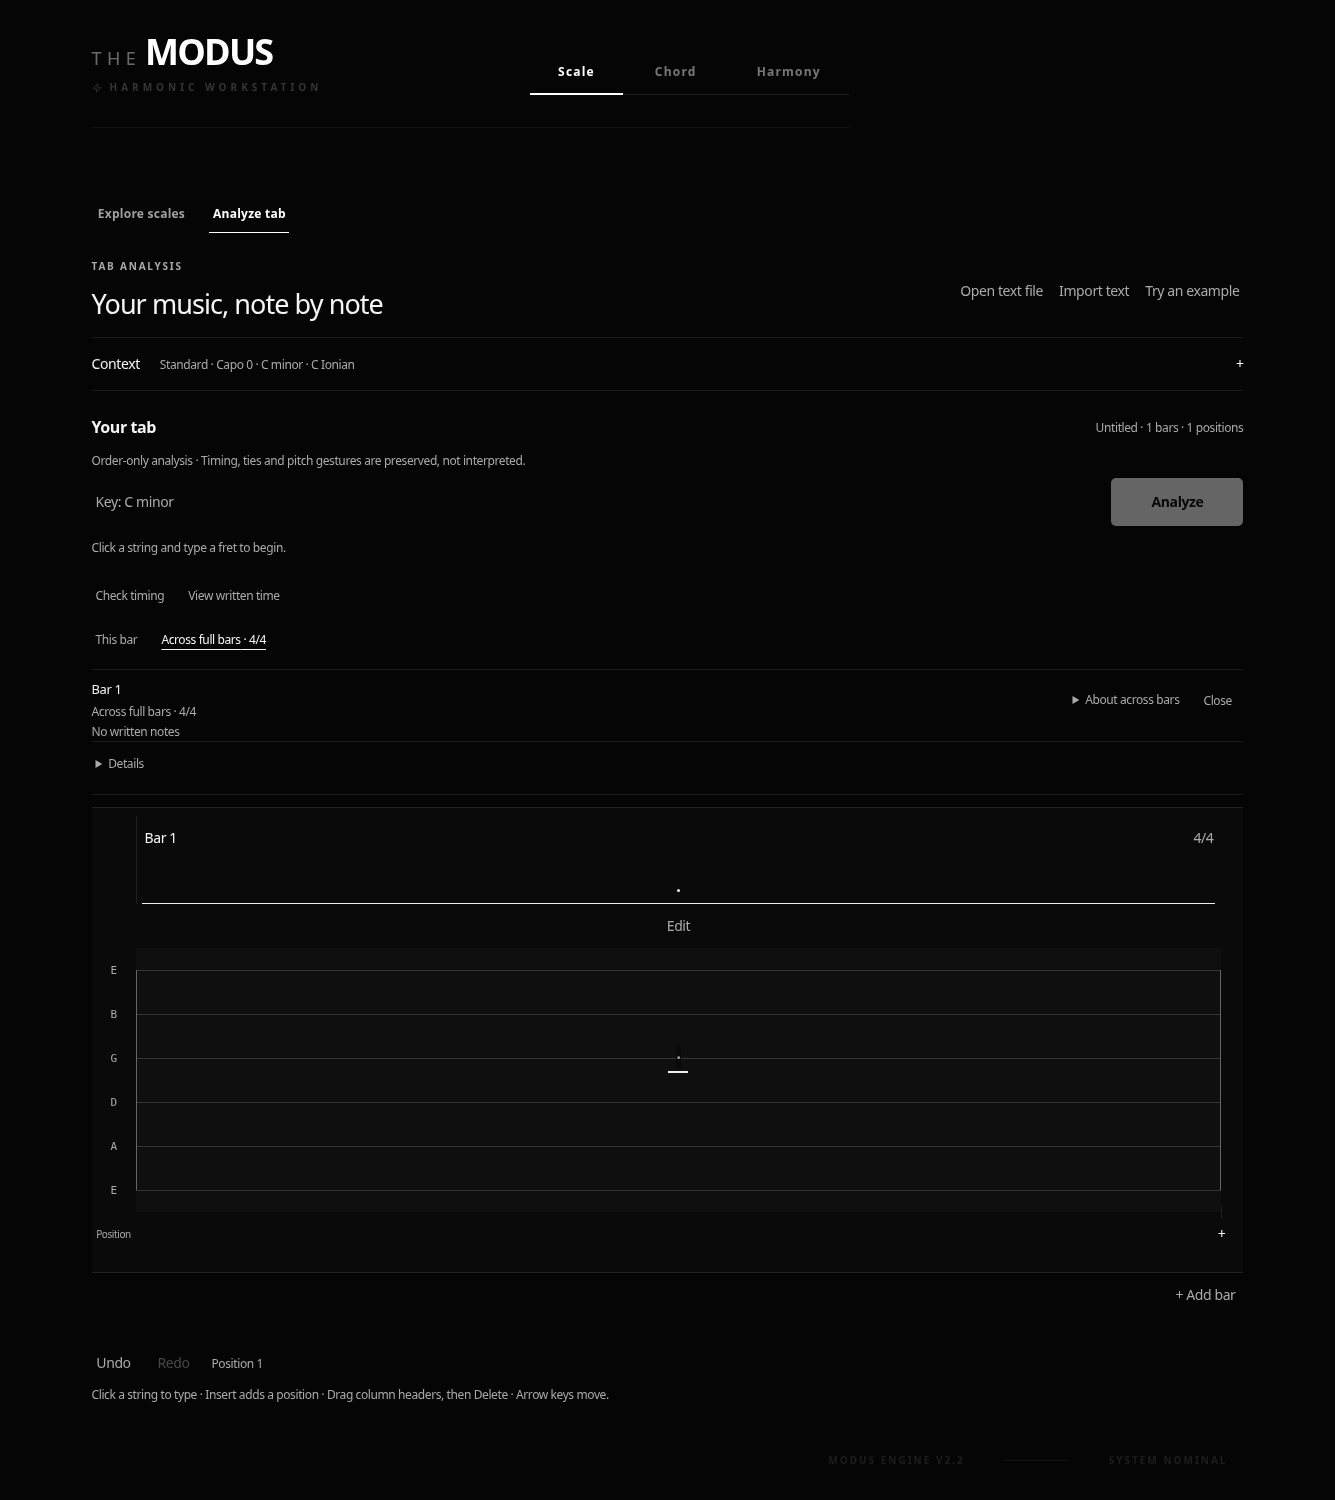 THE MODUS
HARMONIC WORKSTATION
Scale Chord Harmony
Explore scales Analyze tab
TAB ANALYSIS
Your music, note by note
Open text file Import text Try an example
Context Standard · Capo 0 · C minor · C Ionian +
Your tab Untitled · 1 bars · 1 positions
Order-only analysis · Timing, ties and pitch gestures are preserved, not interpreted.
Key: C minor Analyze
Click a string and type a fret to begin.
Check timing View written time
This bar Across full bars · 4/4
Bar 1
Across full bars · 4/4
No written notes
▶ About across bars Close
▶ Details
Bar 1 4/4
·
Edit
E
B
G ·
D
A
E
Position +
+ Add bar
Undo Redo Position 1
Click a string to type · Insert adds a position · Drag column headers, then Delete · Arrow keys move.
MODUS ENGINE V2.2 SYSTEM NOMINAL